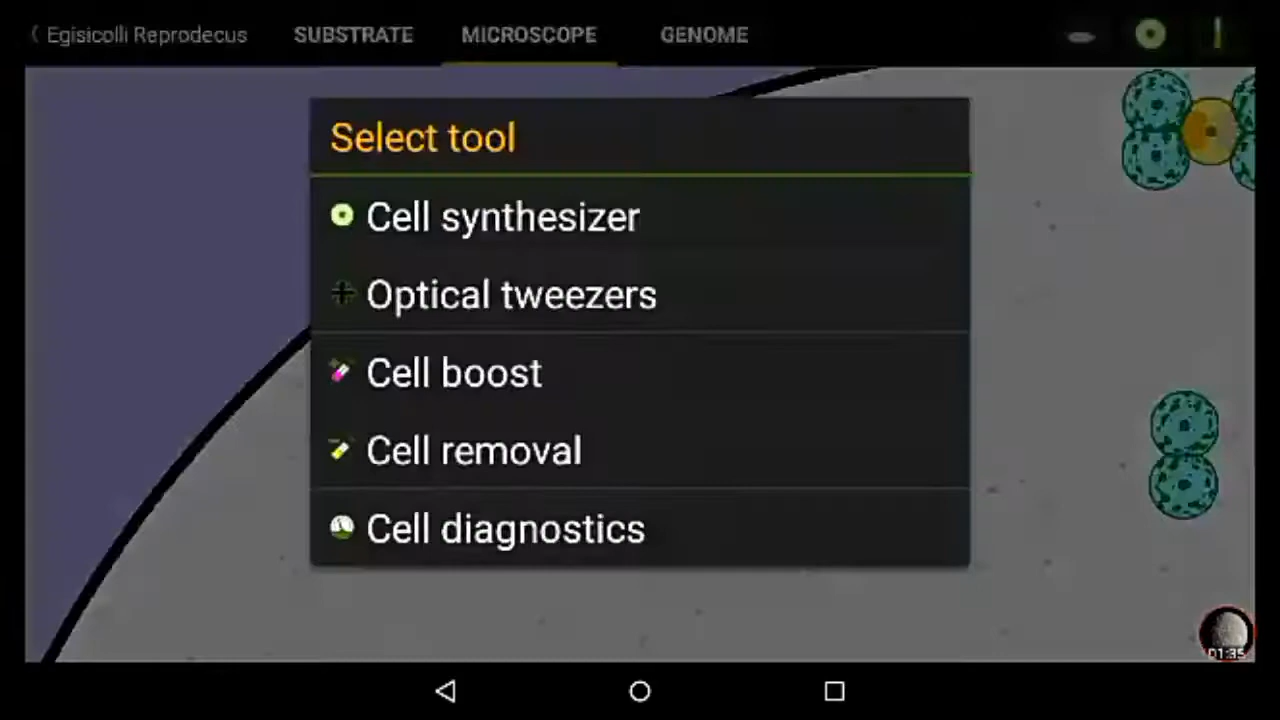 Egisicolli Reprodecus SUBSTRATE MICROSCOPE GENOME
Select tool
Cell synthesizer
Optical tweezers
Cell boost
Cell removal
Cell diagnostics
01:35